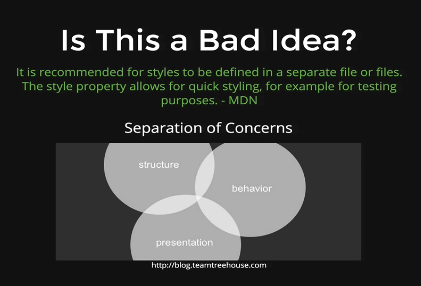 Is This a Bad Idea?
It is recommended for styles to be defined in a separate file or files.
The style property allows for quick styling, for example for testing
purposes. - MDN
Separation of Concerns
structure
behavior
presentation
http://blog.teamtreehouse.com